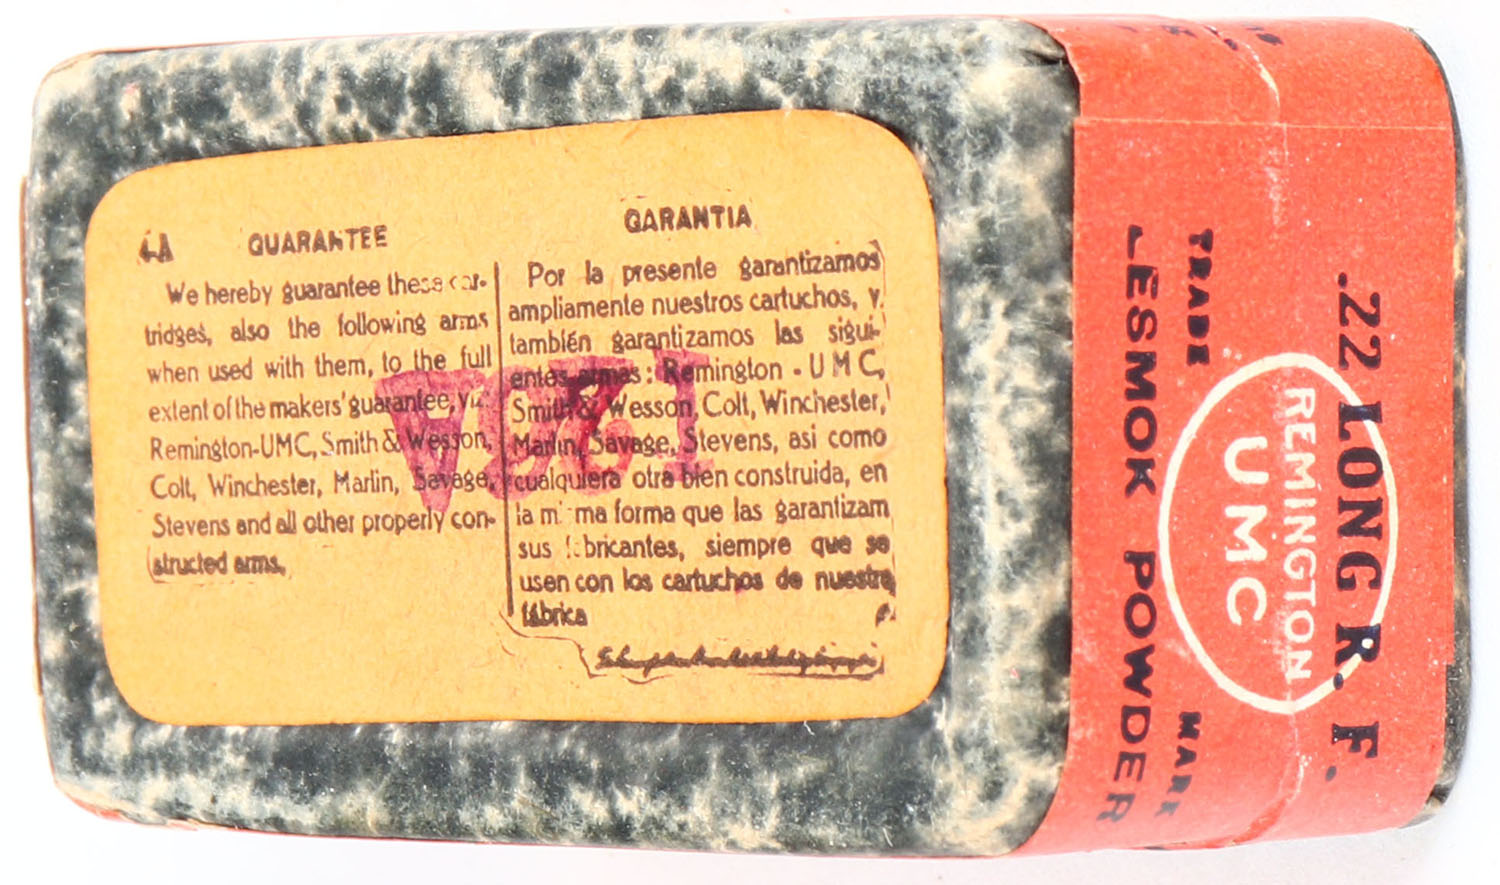 GUARANTEE
We hereby guarantee these car-
tridges, also the following arms
when used with them, to the full
extent of the makers' guarantee,
Remington-UMC, Smith & Wesson,
Colt, Winchester, Marlin, Savage,
Stevens and all other properly con-
structed arms.
GARANTIA
Por la presente garantizamos
ampliamente nuestros cartuchos, y
también garantizamos las sigui-
entes armas: Remington - UMC,
Smith & Wesson, Colt, Winchester,
Marlin, Savage, Stevens, asi como
cualquiera otra bien construida, en
la misma forma que las garantizam
sus fabricantes, siempre que se
usen con los cartuchos de nuestra
fábrica
.22 LONG R. F.
REMINGTON
UMC
TRADE MARK
LESMOK POWDER